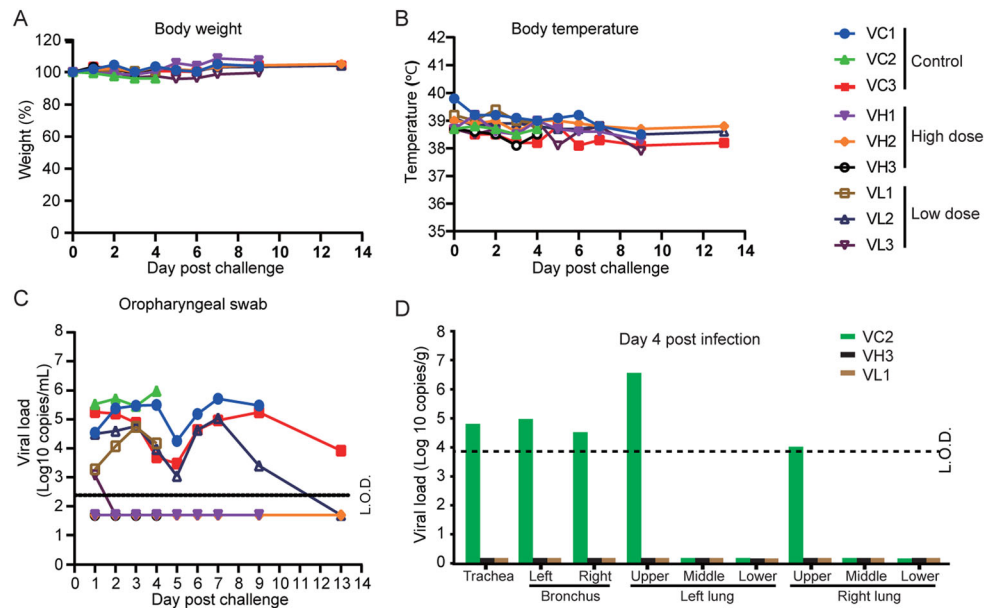 A
Body weight
120
100
80
60
40
20
0
Weight (%)
0 2 4 6 8 10 12 14
Day post challenge
B
Body temperature
42
41
40
39
38
37
36
35
Temperature (°C)
0 2 4 6 8 10 12 14
Day post challenge
VC1
VC2
VC3
VH1
VH2
VH3
VL1
VL2
VL3
Control
High dose
Low dose
C
Oropharyngeal swab
8
7
6
5
4
3
2
1
0
Viral load
(Log10 copies/mL)
L.O.D.
1 2 3 4 5 6 7 8 9 10 11 12 13
Day post challenge
D
Day 4 post infection
VC2
VH3
VL1
8
7
6
5
4
3
2
1
0
Viral load (Log 10 copies/g)
L.O.D.
Trachea Left Right Upper Middle Lower Upper Middle Lower
Bronchus Left lung Right lung